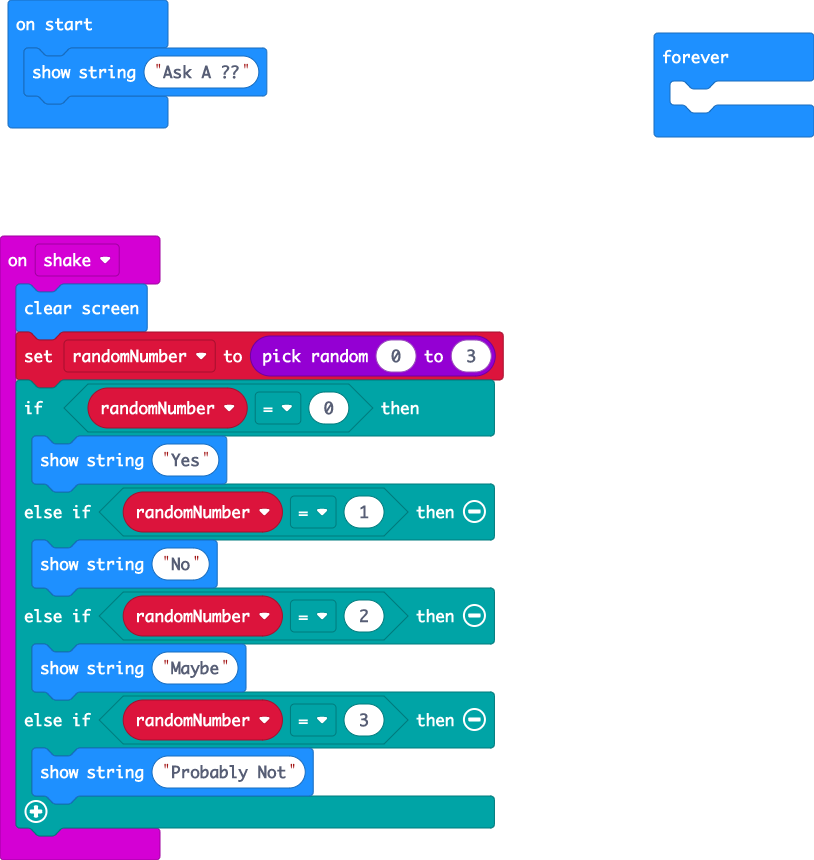 on start
show string "Ask A ??"
forever
on shake
clear screen
set randomNumber to pick random 0 to 3
if randomNumber = 0 then
show string "Yes"
else if randomNumber = 1 then
show string "No"
else if randomNumber = 2 then
show string "Maybe"
else if randomNumber = 3 then
show string "Probably Not"